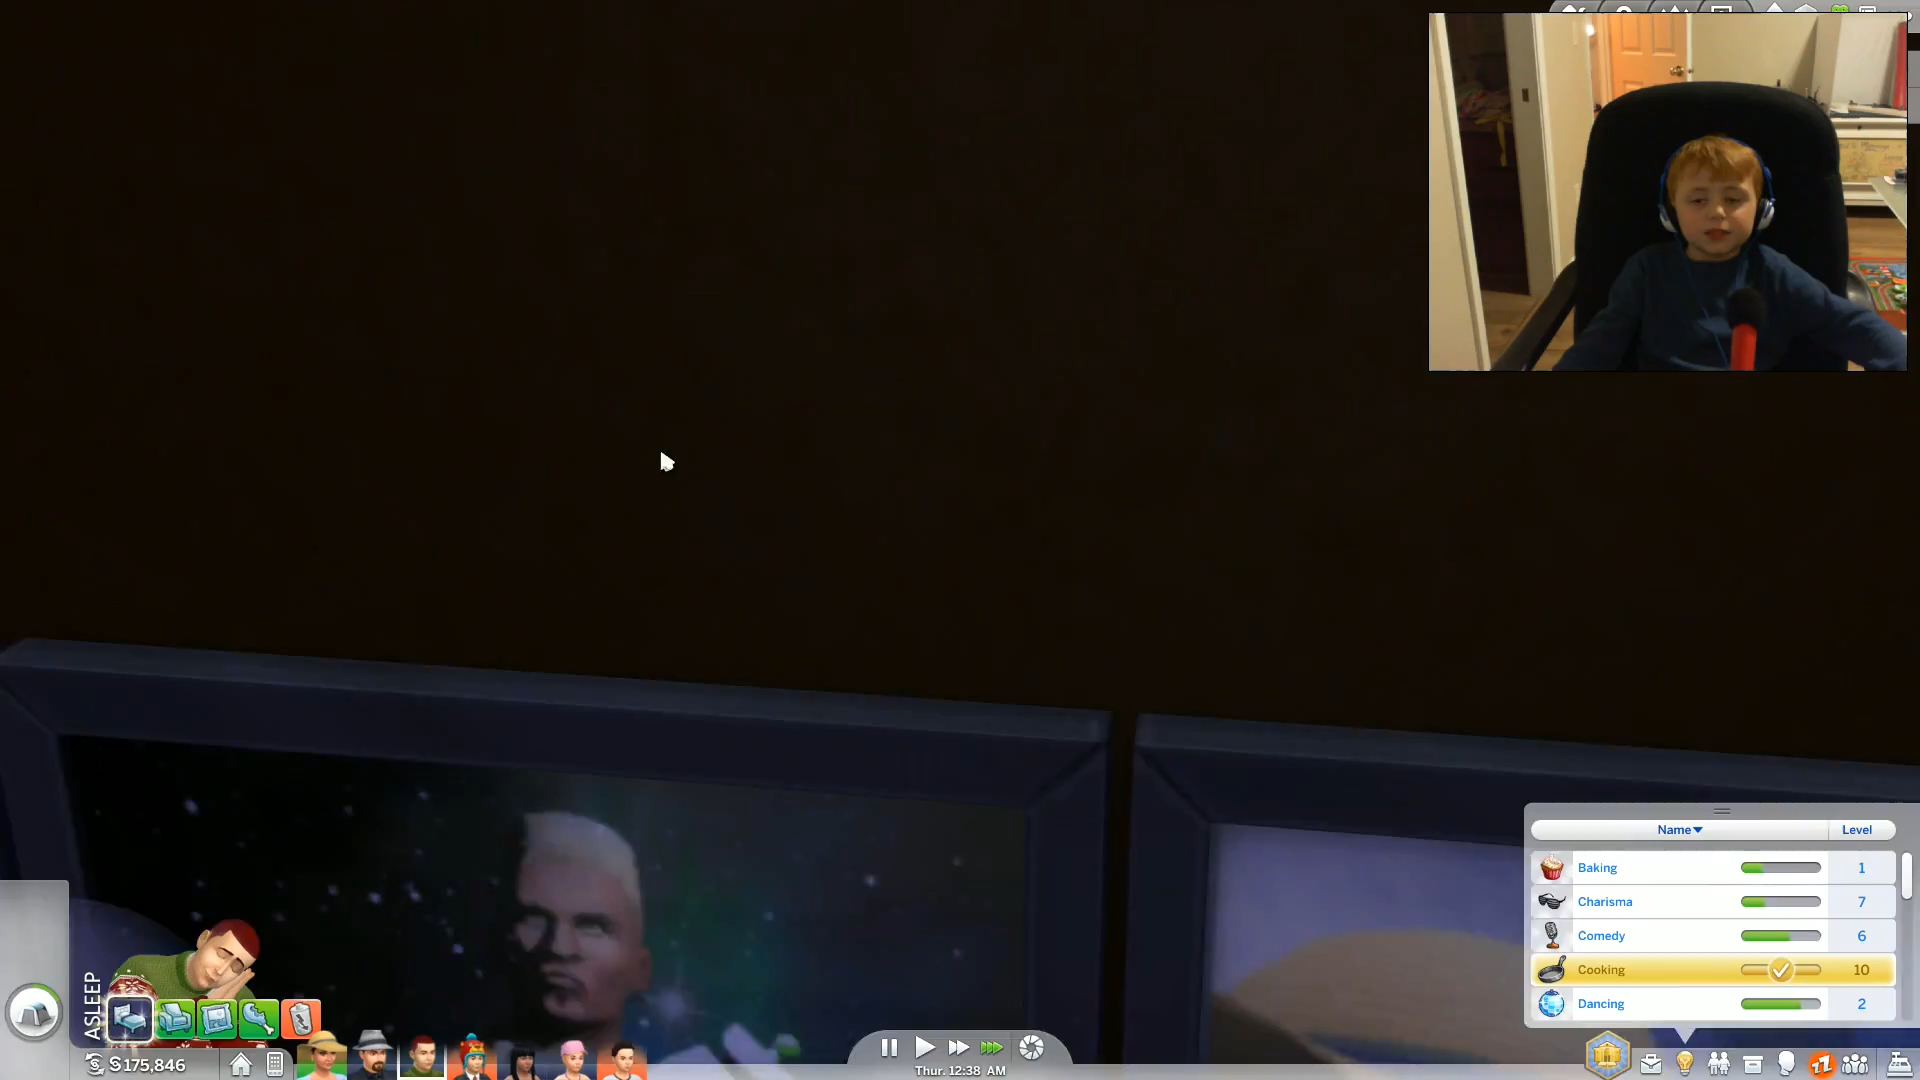 Name Level
Baking 1
Charisma 7
Comedy 6
Cooking 10
Dancing 2
ASLEEP
175,846
Thur. 12:38 AM